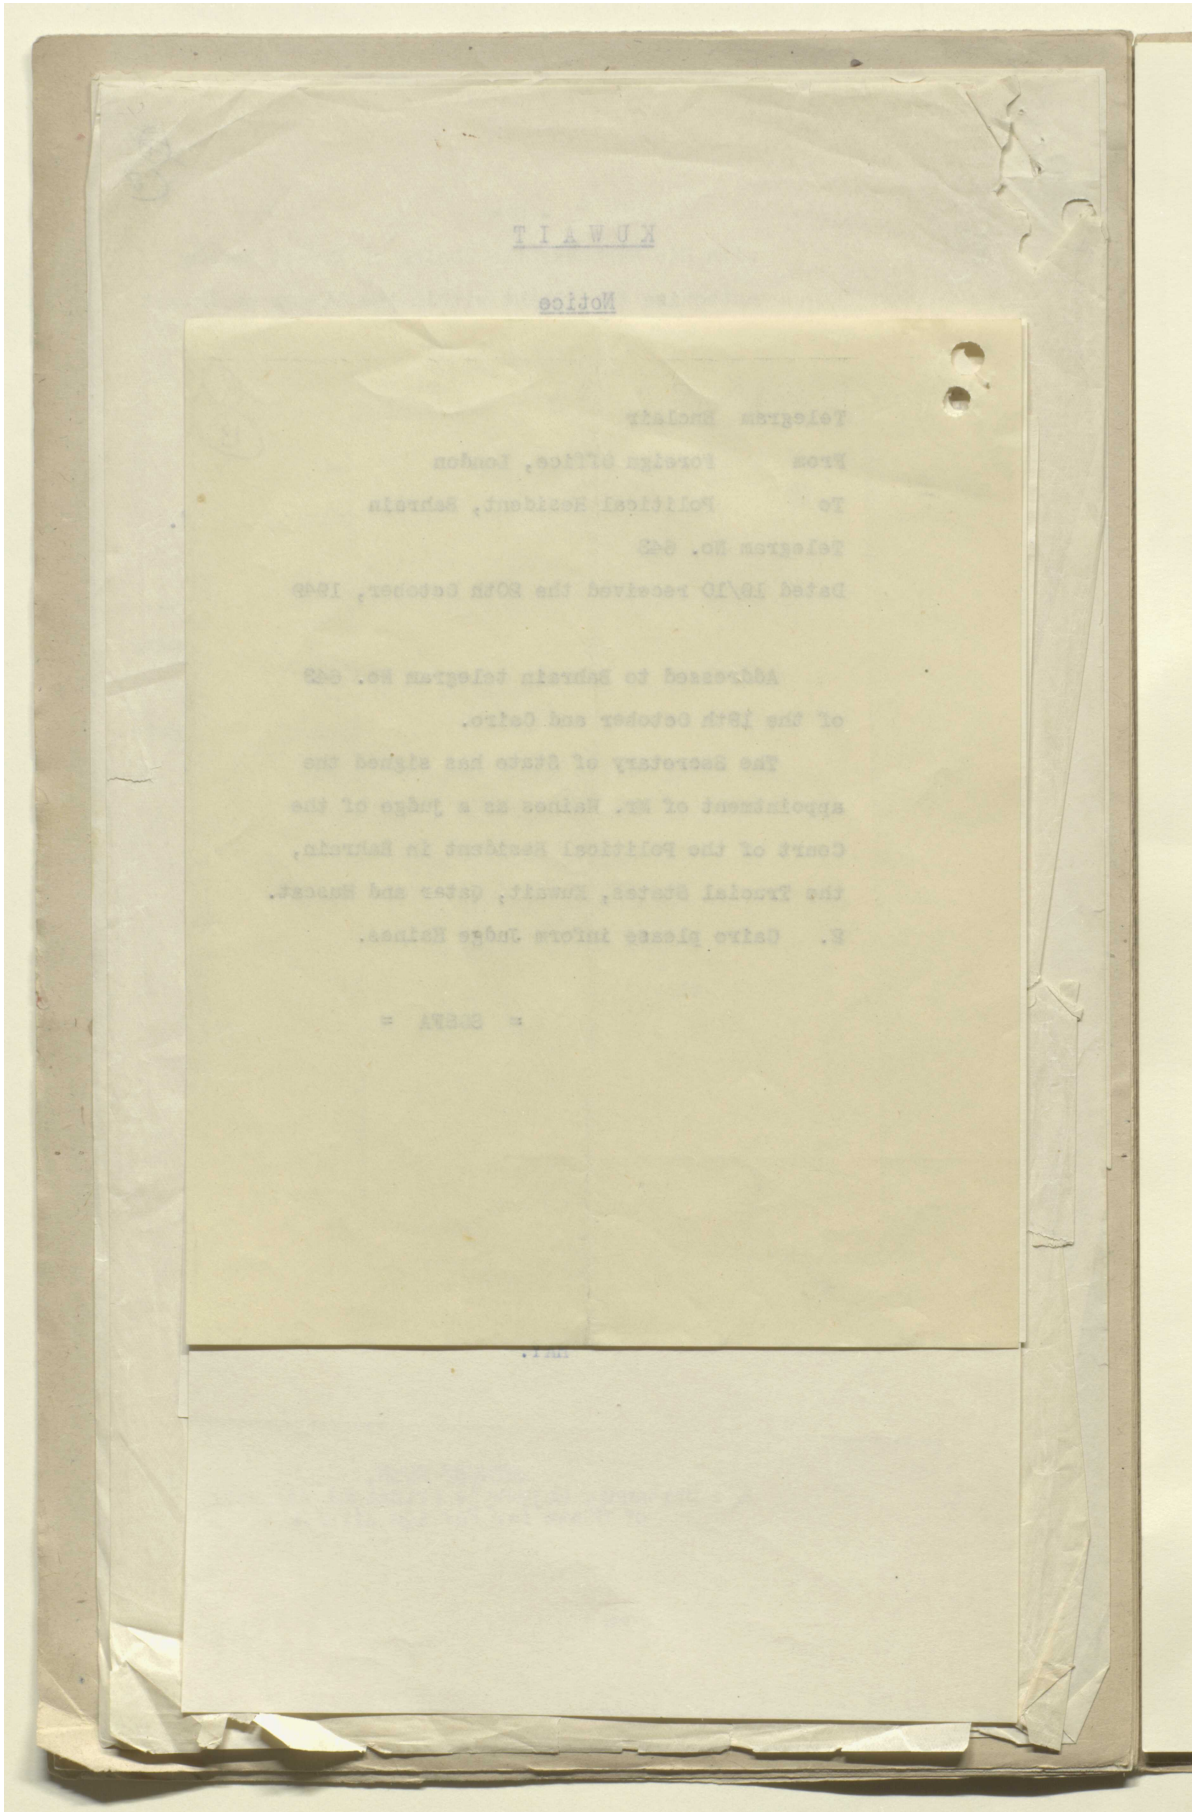 KUWAIT
Notice
Telegram Enclair
From Foreign Office, London
To Political Resident, Bahrain
Telegram No. 643
Dated 19/10 received the 20th October, 1949
Addressed to Bahrain telegram No. 643
of the 19th October and Cairo.
The Secretary of State has signed the
appointment of Mr. Haines as a judge of the
Court of the Political Resident in Bahrain,
the Trucial States, Kuwait, Qatar and Muscat.
2. Cairo please inform Judge Haines.
HAY.